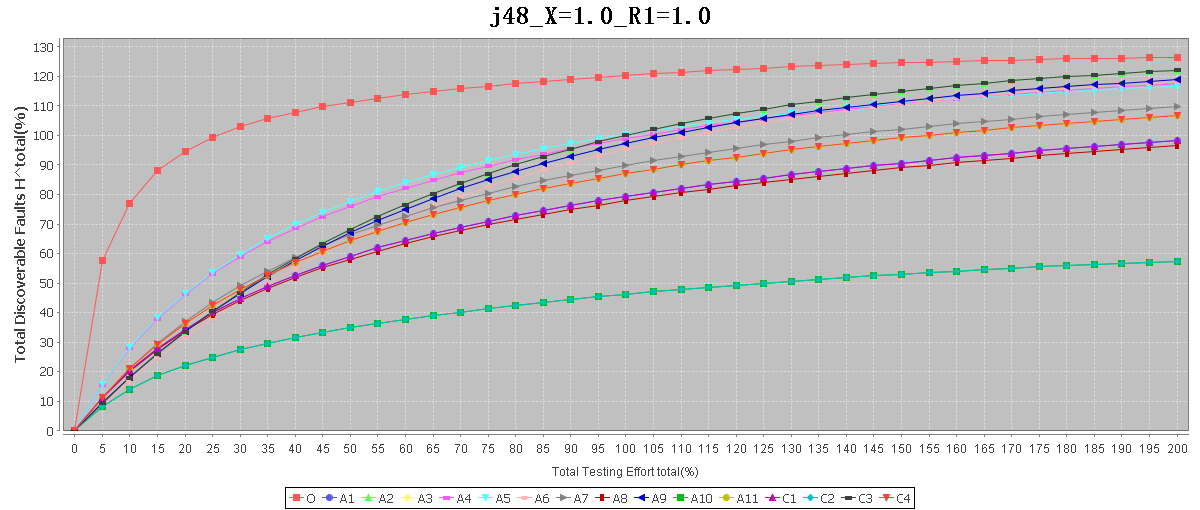 j48_X=1.0_R1=1.0
Total Discoverable Faults H^total(%)
130
120
110
100
90
80
70
60
50
40
30
20
10
0
0 5 10 15 20 25 30 35 40 45 50 55 60 65 70 75 80 85 90 95 100 105 110 115 120 125 130 135 140 145 150 155 160 165 170 175 180 185 190 195 200
Total Testing Effort total(%)
O A1 A2 A3 A4 A5 A6 A7 A8 A9 A10 A11 C1 C2 C3 C4